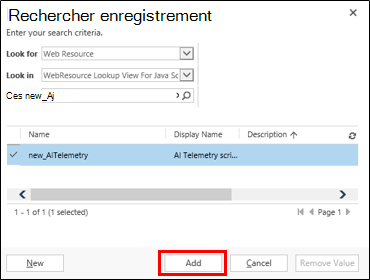 Rechercher enregistrement
Enter your search criteria.
Look for Web Resource
Look in WebResource Lookup View For Java Sc
Ces new_Aj
Name Display Name Description
new_AITelemetry AI Telemetry scri...
1 - 1 of 1 (1 selected) Page 1
New Add Cancel Remove Value